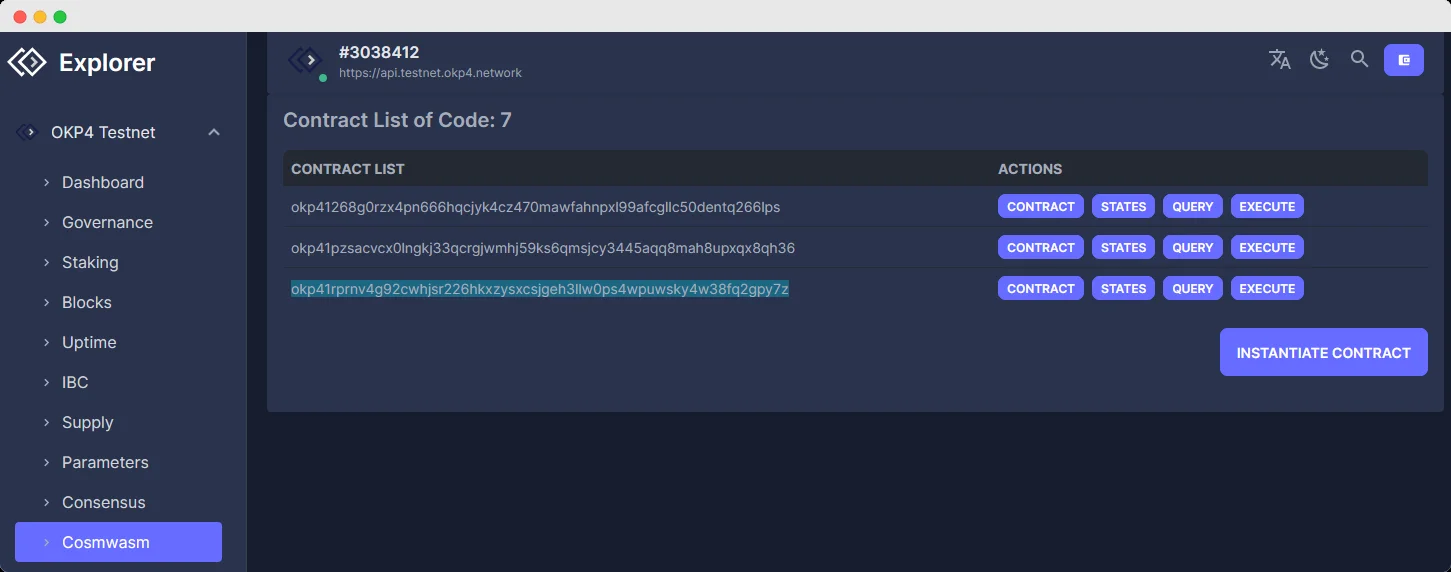 Explorer
OKP4 Testnet
Dashboard
Governance
Staking
Blocks
Uptime
IBC
Supply
Parameters
Consensus
Cosmwasm
#3038412
https://api.testnet.okp4.network
Contract List of Code: 7
CONTRACT LIST ACTIONS
okp41268g0rzx4pn666hqcjyk4cz470mawfahnpxl99afcgllc50dentq266lps CONTRACT STATES QUERY EXECUTE
okp41pzsacvcx0lngkj33qcrgjwmhj59ks6qmsjcy3445aqq8mah8upxqx8qh36 CONTRACT STATES QUERY EXECUTE
okp41rprnv4g92cwhjsr226hkxzysxcsjgeh3llw0ps4wpuwsky4w38fq2gpy7z CONTRACT STATES QUERY EXECUTE
INSTANTIATE CONTRACT